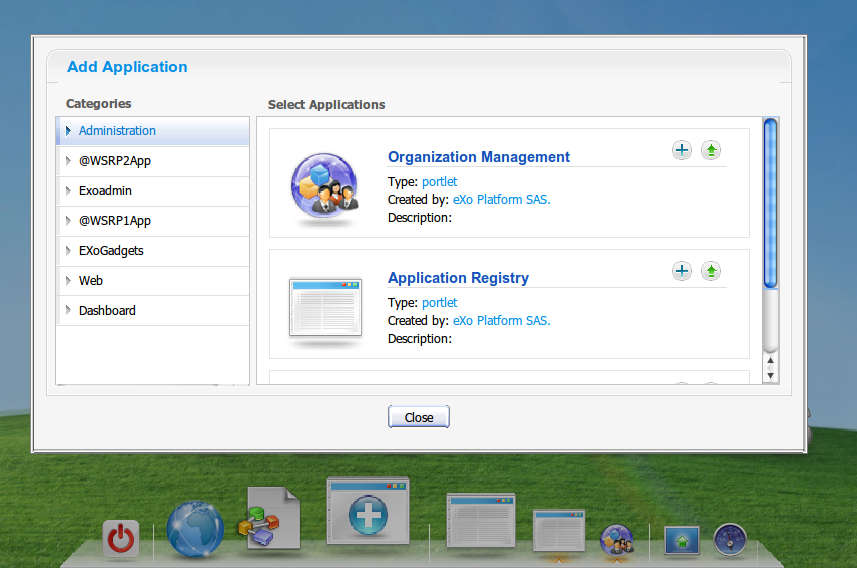 Add Application
Categories
Select Applications
Administration
@WSRP2App
Exoadmin
@WSRP1App
EXoGadgets
Web
Dashboard
Organization Management
Type: portlet
Created by: eXo Platform SAS.
Description:
Application Registry
Type: portlet
Created by: eXo Platform SAS.
Description:
Close